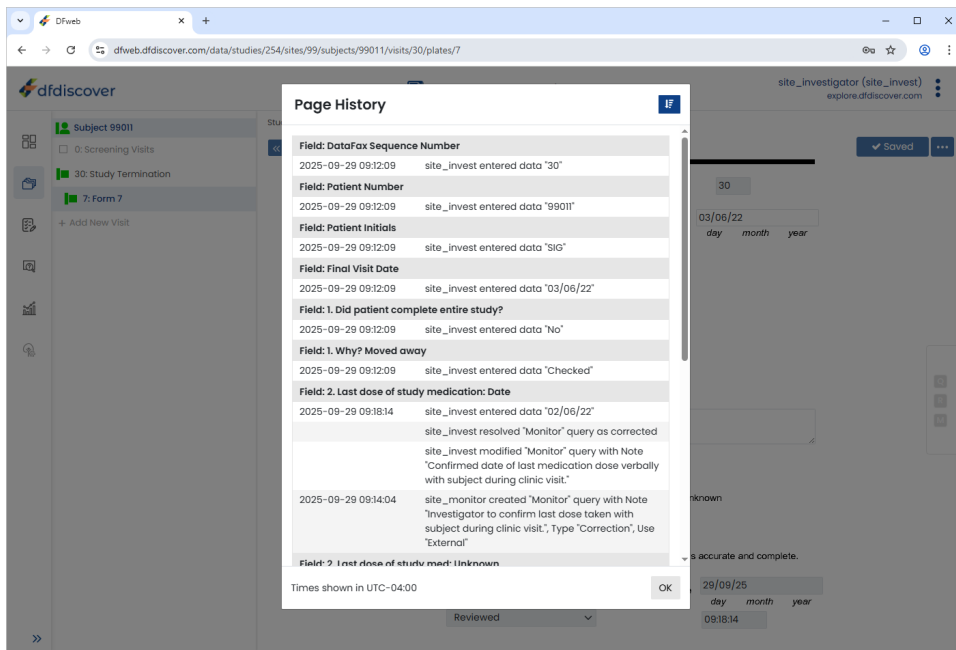 DFweb
dfweb.dfdiscover.com/data/studies/254/sites/99/subjects/99011/visits/30/plates/7
dfdiscover
site_investigator (site_invest)
explore.dfdiscover.com
Subject 99011
0: Screening Visits
30: Study Termination
7: Form 7
+ Add New Visit
Saved
30
03/06/22
day month year
Page History
Field: DataFax Sequence Number
2025-09-29 09:12:09 site_invest entered data "30"
Field: Patient Number
2025-09-29 09:12:09 site_invest entered data "99011"
Field: Patient Initials
2025-09-29 09:12:09 site_invest entered data "SIG"
Field: Final Visit Date
2025-09-29 09:12:09 site_invest entered data "03/06/22"
Field: 1. Did patient complete entire study?
2025-09-29 09:12:09 site_invest entered data "No"
Field: 1. Why? Moved away
2025-09-29 09:12:09 site_invest entered data "Checked"
Field: 2. Last dose of study medication: Date
2025-09-29 09:18:14 site_invest entered data "02/06/22"
site_invest resolved "Monitor" query as corrected
site_invest modified "Monitor" query with Note
"Confirmed date of last medication dose verbally
with subject during clinic visit."
2025-09-29 09:14:04 site_monitor created "Monitor" query with Note
"Investigator to confirm last dose taken with
subject during clinic visit.", Type "Correction", Use
"External"
Field: 2. Last dose of study med: Unknown
Times shown in UTC-04:00
OK
accurate and complete.
29/09/25
day month year
Reviewed
09:18:14